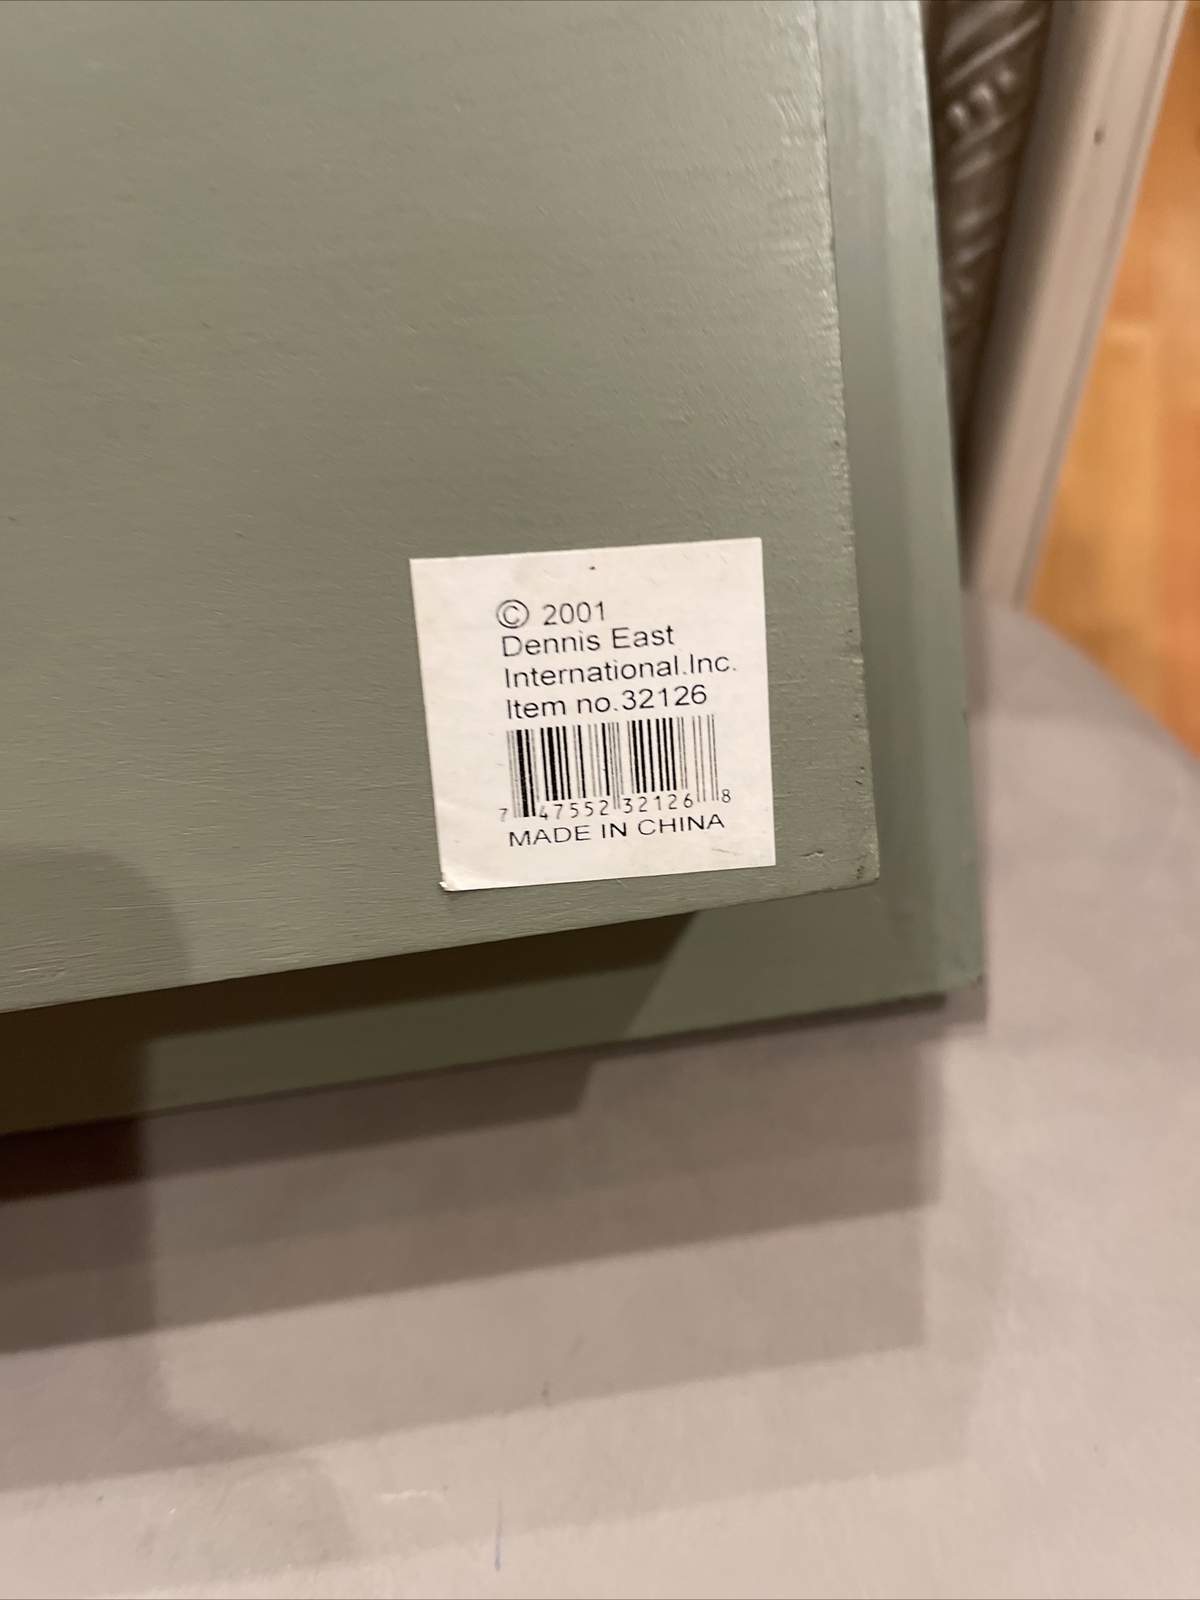 © 2001
Dennis East
International.Inc.
Item no.32126
7 47552 32126 8
MADE IN CHINA